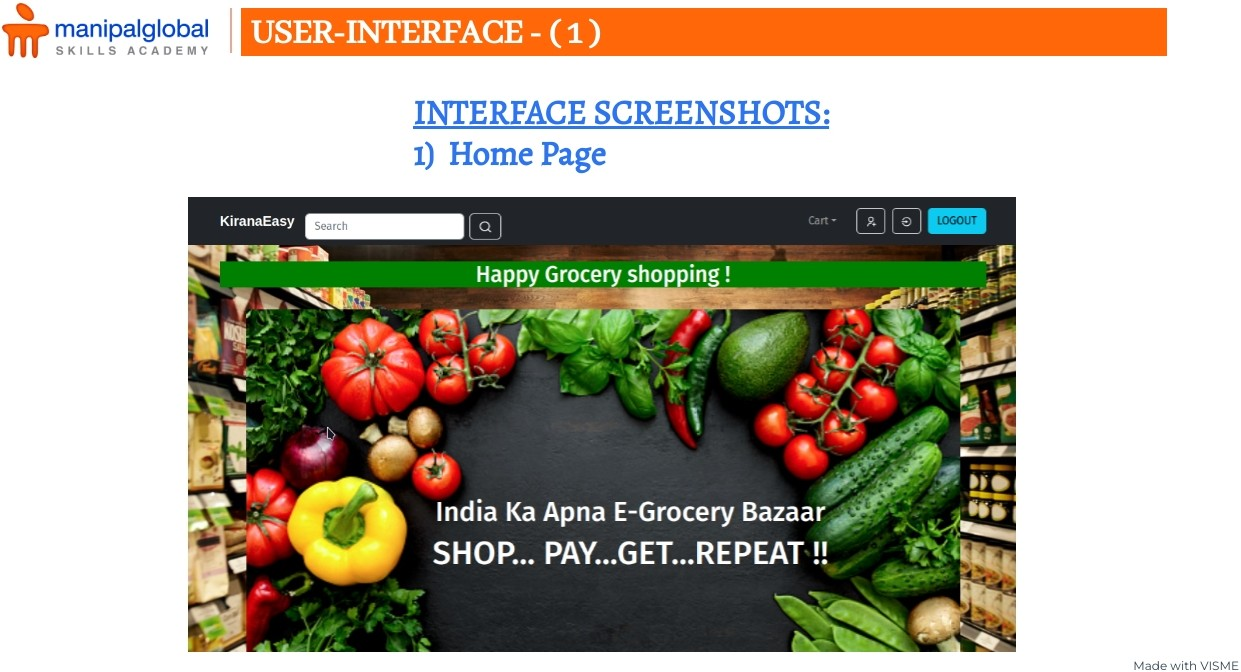 manipalglobal
SKILLS ACADEMY
USER-INTERFACE - ( 1 )
INTERFACE SCREENSHOTS:
1) Home Page
KiranaEasy Search Cart LOGOUT
Happy Grocery shopping !
India Ka Apna E-Grocery Bazaar
SHOP... PAY...GET...REPEAT !!
Made with VISME